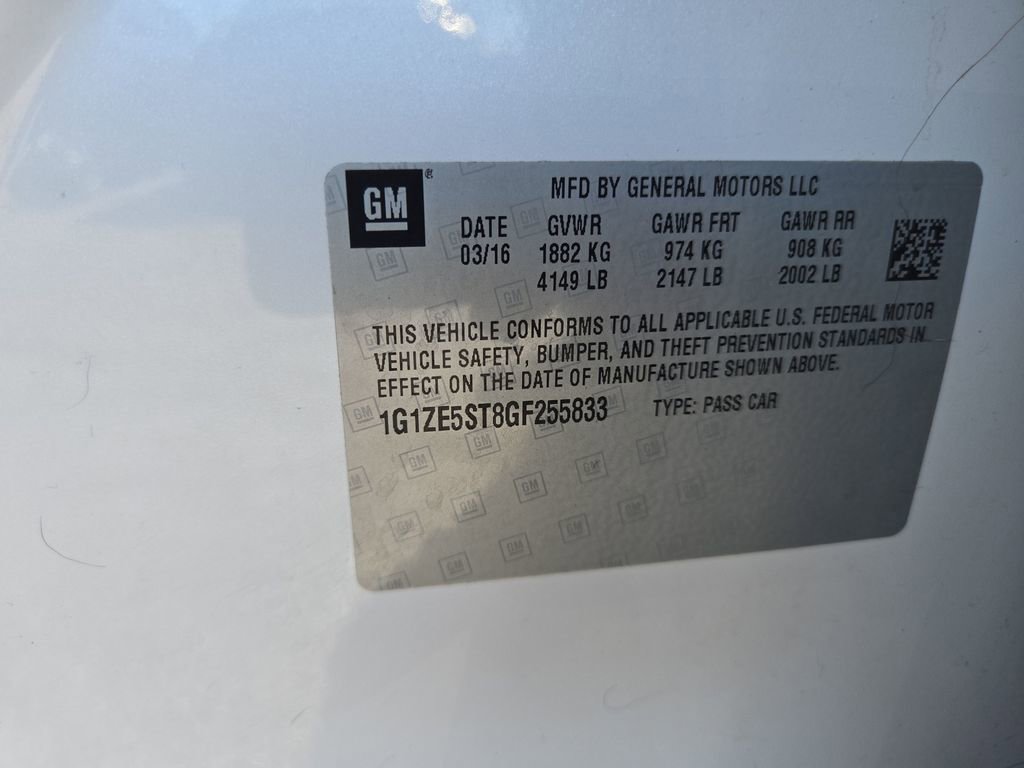 GM
MFD BY GENERAL MOTORS LLC
DATE GVWR GAWR FRT GAWR RR
03/16 1882 KG 974 KG 908 KG
4149 LB 2147 LB 2002 LB
THIS VEHICLE CONFORMS TO ALL APPLICABLE U.S. FEDERAL MOTOR
VEHICLE SAFETY, BUMPER, AND THEFT PREVENTION STANDARDS IN
EFFECT ON THE DATE OF MANUFACTURE SHOWN ABOVE.
1G1ZE5ST8GF255833 TYPE: PASS CAR